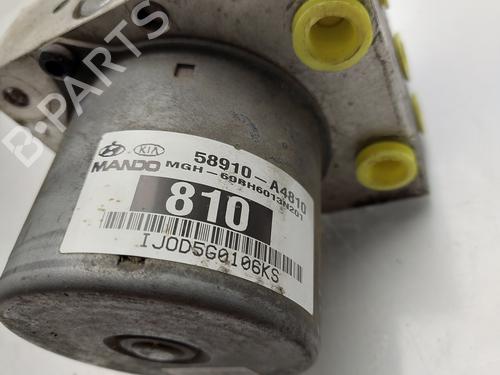 B-PARTS
KIA
MANDO
58910-A4810
MGH-60BH6013N201
810
IJOD5G0106KS